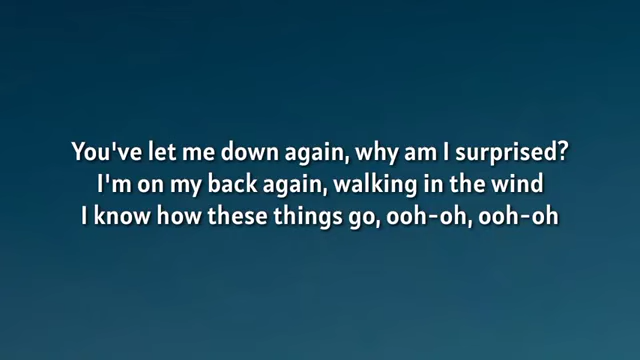 You've let me down again, why am I surprised?
I'm on my back again, walking in the wind
I know how these things go, ooh-oh, ooh-oh